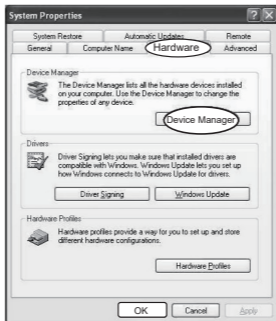 System Properties
System Restore Automatic Updates Remote
General Computer Name Hardware Advanced
Device Manager
The Device Manager lists all the hardware devices installed
on your computer. Use the Device Manager to change the
properties of any device.
Device Manager
Drivers
Driver Signing lets you make sure that installed drivers are
compatible with Windows. Windows Update lets you set up
how Windows connects to Windows Update for drivers.
Driver Signing Windows Update
Hardware Profiles
Hardware profiles provide a way for you to set up and store
different hardware configurations.
Hardware Profiles
OK Cancel Apply